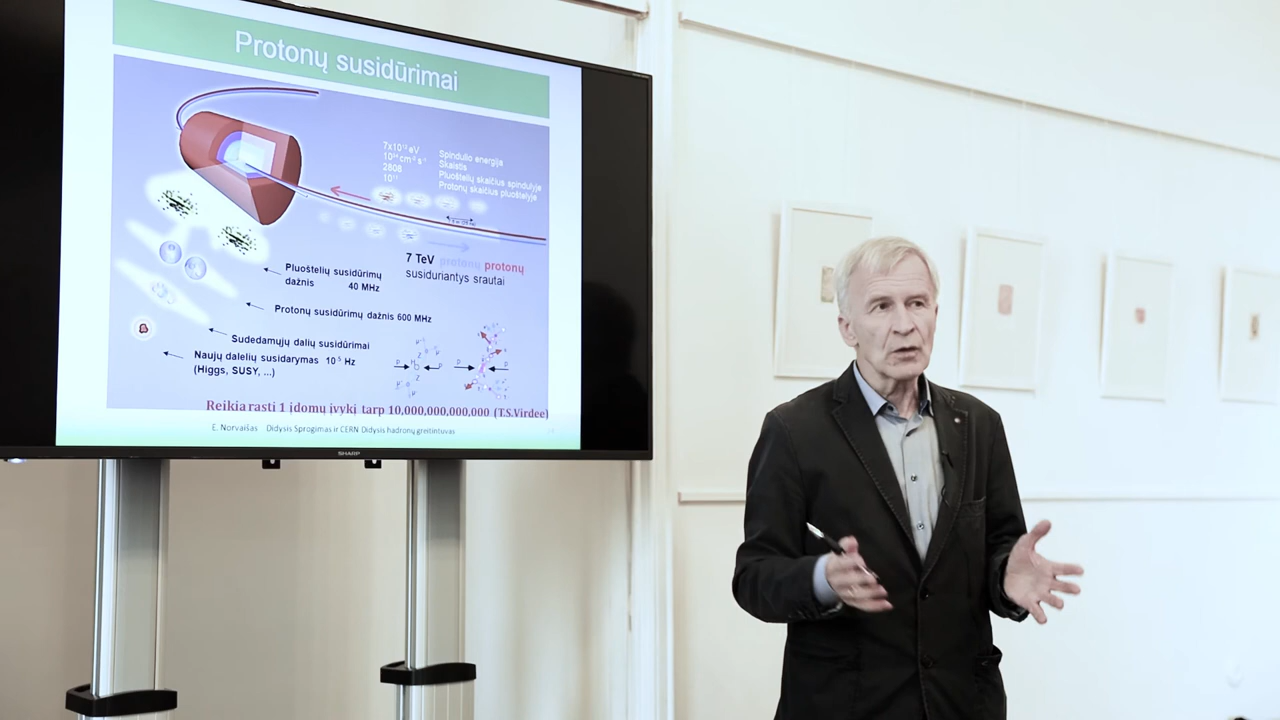 Protonų susidūrimai
7x10¹² eV Spindulio energija
10³⁴ cm⁻² s⁻¹ Skaistis
2808 Pluoštelių skaičius spindulyje
10¹¹ Protonų skaičius pluoštelyje
7 TeV protonų protonų
susiduriantys srautai
Pluoštelių susidūrimų
dažnis 40 MHz
Protonų susidūrimų dažnis 600 MHz
Sudedamųjų dalių susidūrimai
Naujų dalelių susidarymas 10⁻⁵ Hz
(Higgs, SUSY, ...)
p p p p
Reikia rasti 1 įdomų įvykį tarp 10,000,000,000,000 (T.S.Virdee)
E. Norvaišas Didysis Sprogimas ir CERN Didysis hadronų greitintuvas
SHARP